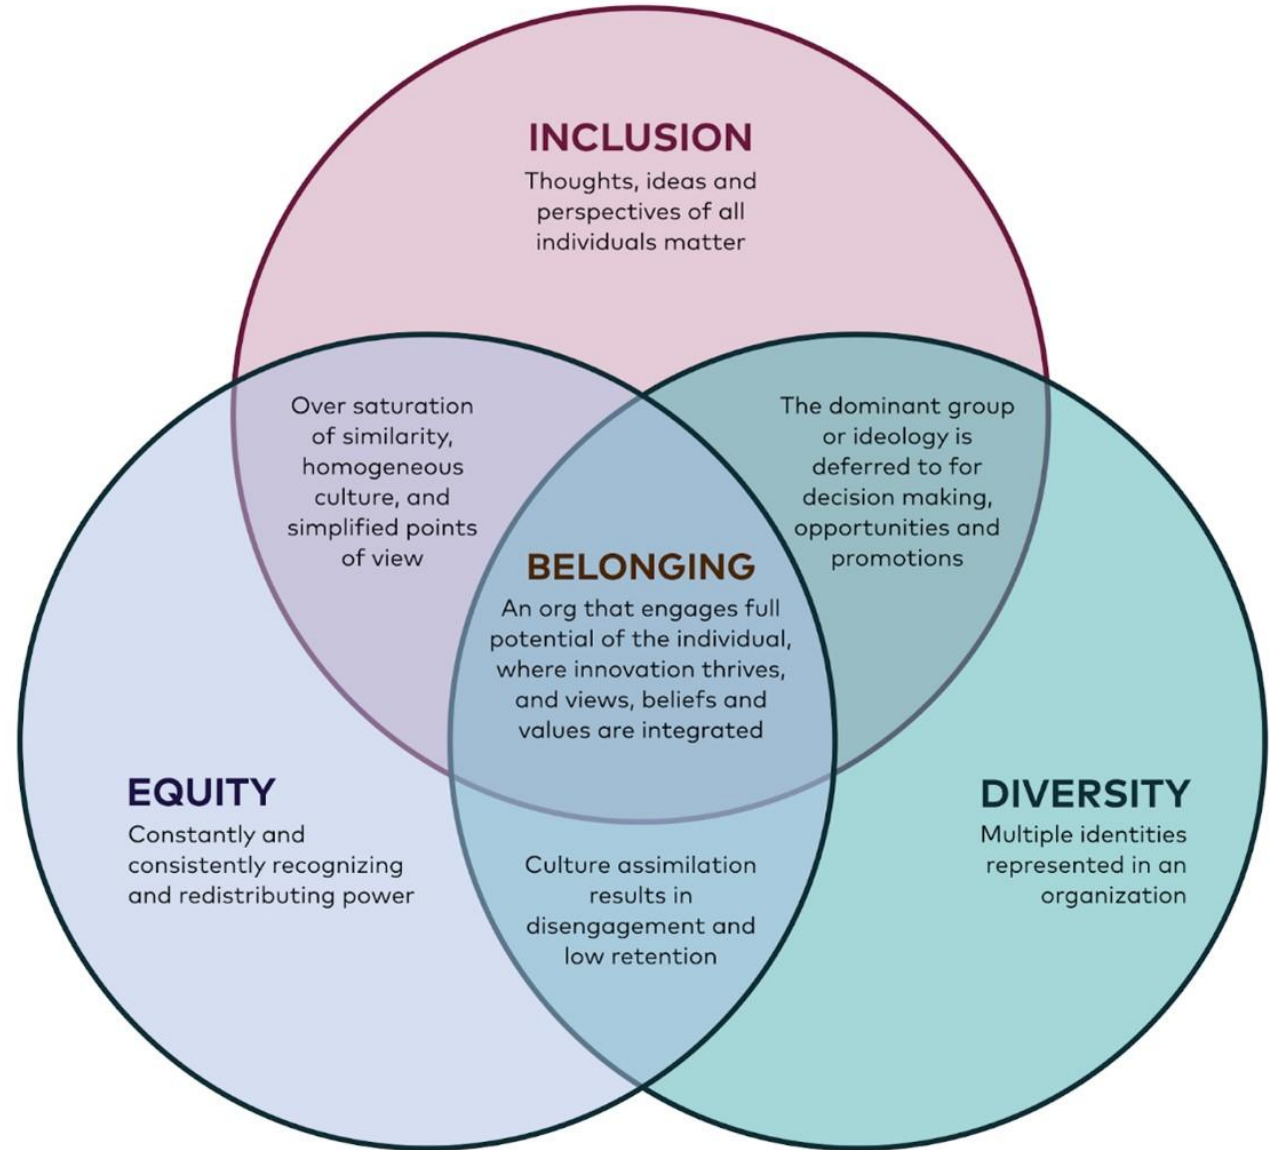 INCLUSION
Thoughts, ideas and
perspectives of all
individuals matter
Over saturation
of similarity,
homogeneous
culture, and
simplified points
of view
The dominant group
or ideology is
deferred to for
decision making,
opportunities and
promotions
BELONGING
An org that engages full
potential of the individual,
where innovation thrives,
and views, beliefs and
values are integrated
EQUITY
Constantly and
consistently recognizing
and redistributing power
DIVERSITY
Multiple identities
represented in an
organization
Culture assimilation
results in
disengagement and
low retention